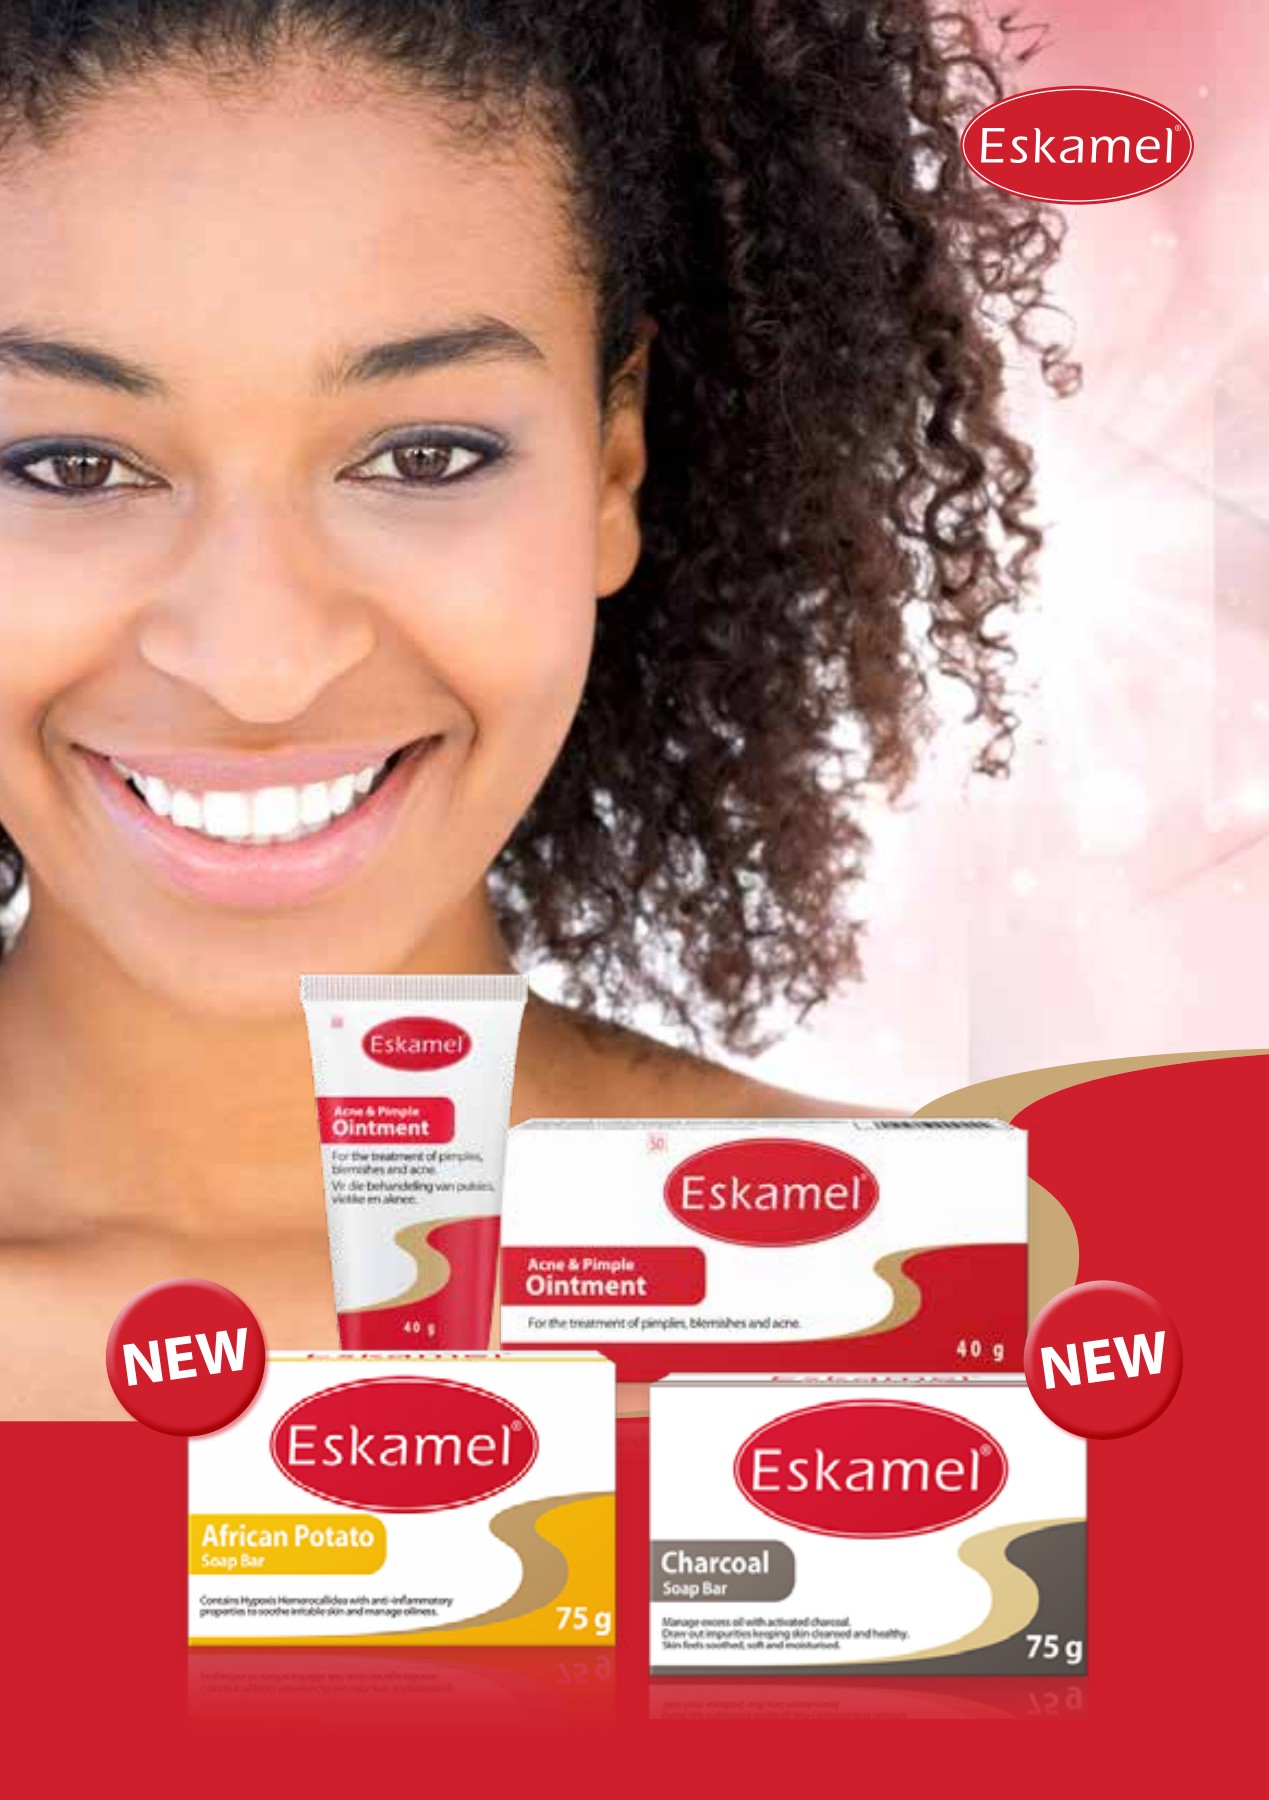 Eskamel®
Eskamel
Acne & Pimple
Ointment
For the treatment of pimples,
blemishes and acne.
Vir die behandeling van puisies,
vlekke en aknee.
40 g
S0
Eskamel
Acne & Pimple
Ointment
For the treatment of pimples, blemishes and acne.
40 g
NEW
NEW
Eskamel®
African Potato
Soap Bar
Contains Hypoxis Hemerocallidea with anti-inflammatory
properties to soothe irritable skin and manage oiliness.
75 g
Eskamel®
Charcoal
Soap Bar
Manage excess oil with activated charcoal.
Draw out impurities keeping skin cleansed and healthy.
Skin feels soothed, soft and moisturised.
75 g